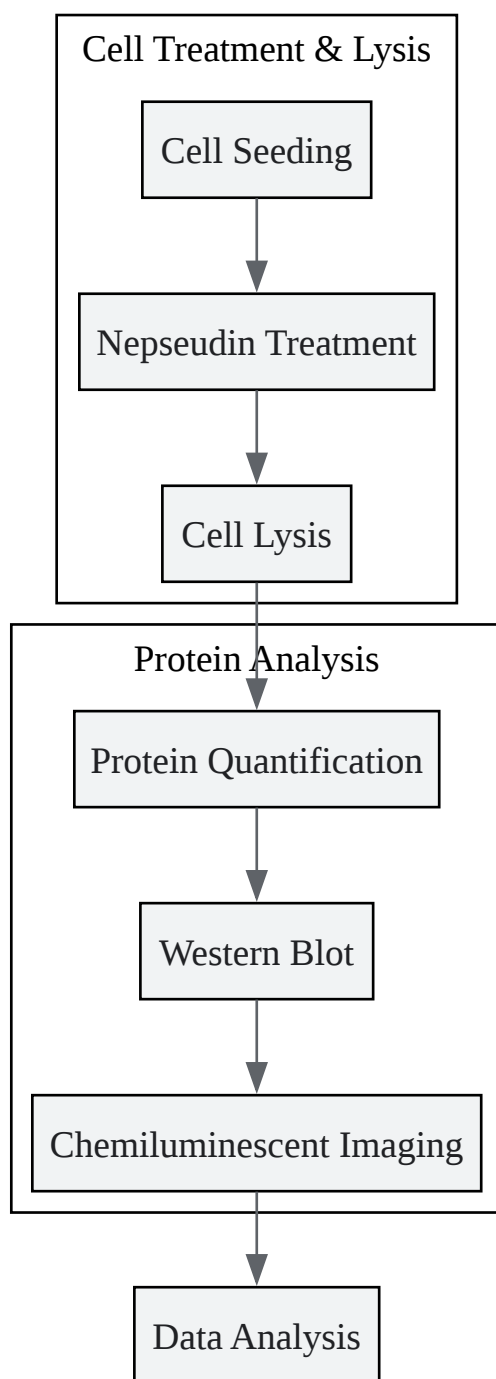 Cell Treatment & Lysis
Cell Seeding
Nepseudin Treatment
Cell Lysis
Protein Analysis
Protein Quantification
Western Blot
Chemiluminescent Imaging
Data Analysis